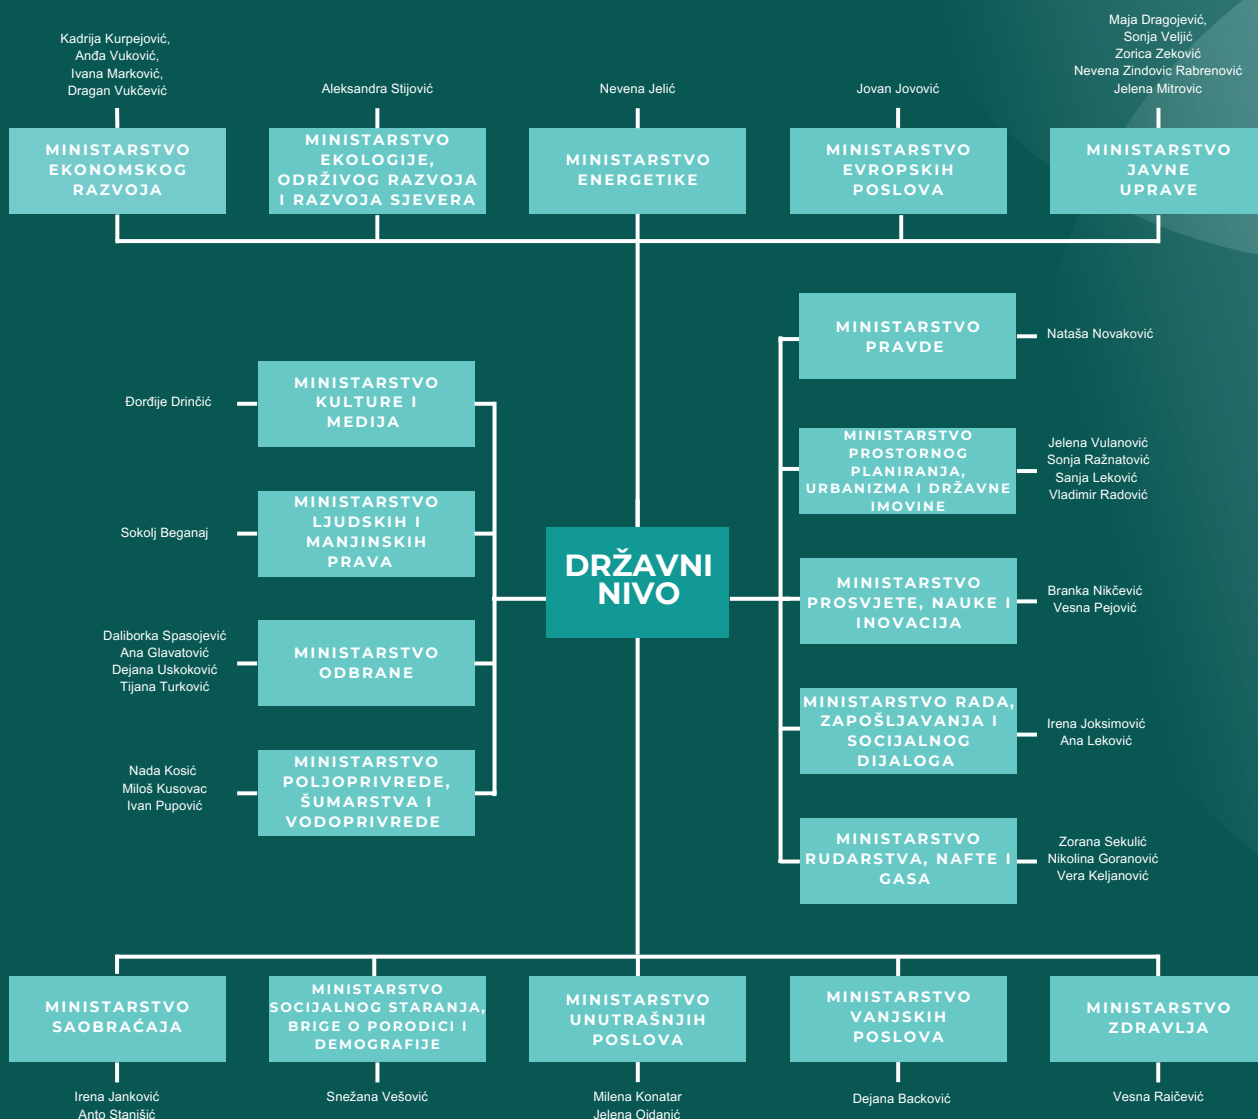 Kadrija Kurpejović,
Anđa Vuković,
Ivana Marković,
Dragan Vukčević
Aleksandra Stijović
Nevena Jelić
Jovan Jovović
Maja Dragojević,
Sonja Veljić
Zorica Zeković
Nevena Zindovic Rabrenović
Jelena Mitrovic
MINISTARSTVO
EKONOMSKOG
RAZVOJA
MINISTARSTVO
EKOLOGIJE,
ODRŽIVOG RAZVOJA
I RAZVOJA SJEVERA
MINISTARSTVO
ENERGETIKE
MINISTARSTVO
EVROPSKIH
POSLOVA
MINISTARSTVO
JAVNE
UPRAVE
Đorđije Drinčić
MINISTARSTVO
KULTURE I
MEDIJA
Sokolj Beganaj
MINISTARSTVO
LJUDSKIH I
MANJINSKIH
PRAVA
Daliborka Spasojević
Ana Glavatović
Dejana Uskoković
Tijana Turković
MINISTARSTVO
ODBRANE
Nada Kosić
Miloš Kusovac
Ivan Pupović
MINISTARSTVO
POLJOPRIVREDE,
ŠUMARSTVA I
VODOPRIVREDE
DRŽAVNI
NIVO
MINISTARSTVO
PRAVDE
Nataša Novaković
MINISTARSTVO
PROSTORNOG
PLANIRANJA,
URBANIZMA I DRŽAVNE
IMOVINE
Jelena Vulanović
Sonja Ražnatović
Sanja Leković
Vladimir Radović
MINISTARSTVO
PROSVJETE, NAUKE I
INOVACIJA
Branka Nikčević
Vesna Pejović
MINISTARSTVO RADA,
ZAPOŠLJAVANJA I
SOCIJALNOG
DIJALOGA
Irena Joksimović
Ana Leković
MINISTARSTVO
RUDARSTVA, NAFTE I
GASA
Zorana Sekulić
Nikolina Goranović
Vera Keljanović
MINISTARSTVO
SAOBRAĆAJA
MINISTARSTVO
SOCIJALNOG STARANJA,
BRIGE O PORODICI I
DEMOGRAFIJE
MINISTARSTVO
UNUTRAŠNJIH
POSLOVA
MINISTARSTVO
VANJSKIH
POSLOVA
MINISTARSTVO
ZDRAVLJA
Irena Janković
Anto Stanišić
Snežana Vešović
Milena Konatar
Jelena Ojdanić
Dejana Backović
Vesna Raičević